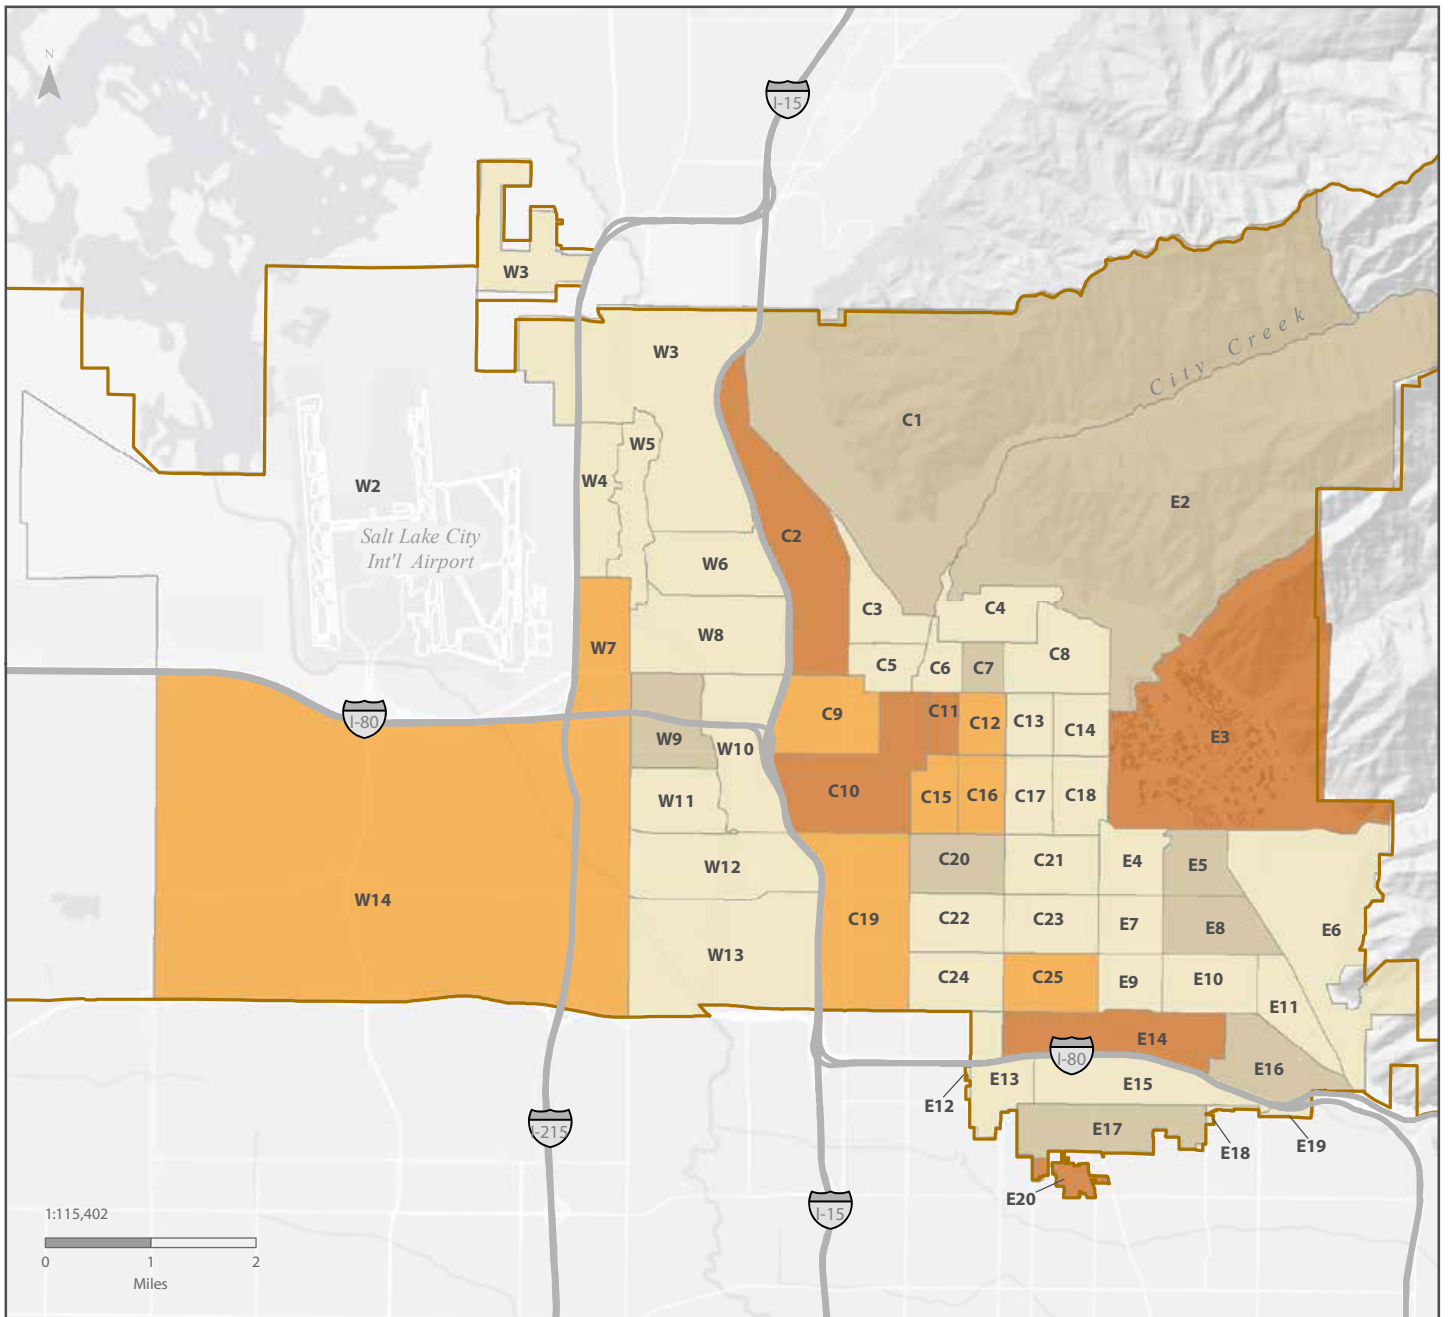 N
I-15
W3
W3
City Creek
C1
W5
W4
W2
E2
Salt Lake City
Int'l Airport
C2
W6
C3
C4
W8
W7
C5
C6
C7
C8
C9
C11
C12
C13
C14
I-80
W9
W10
E3
W11
C10
C15
C16
C17
C18
W12
C20
C21
E4
E5
W14
C19
C22
C23
E7
E8
E6
W13
C24
C25
E9
E10
E11
E14
I-80
E13
E15
E16
E12
I-215
E17
E18
E19
E20
I-15
1:115,402
0 1 2
Miles